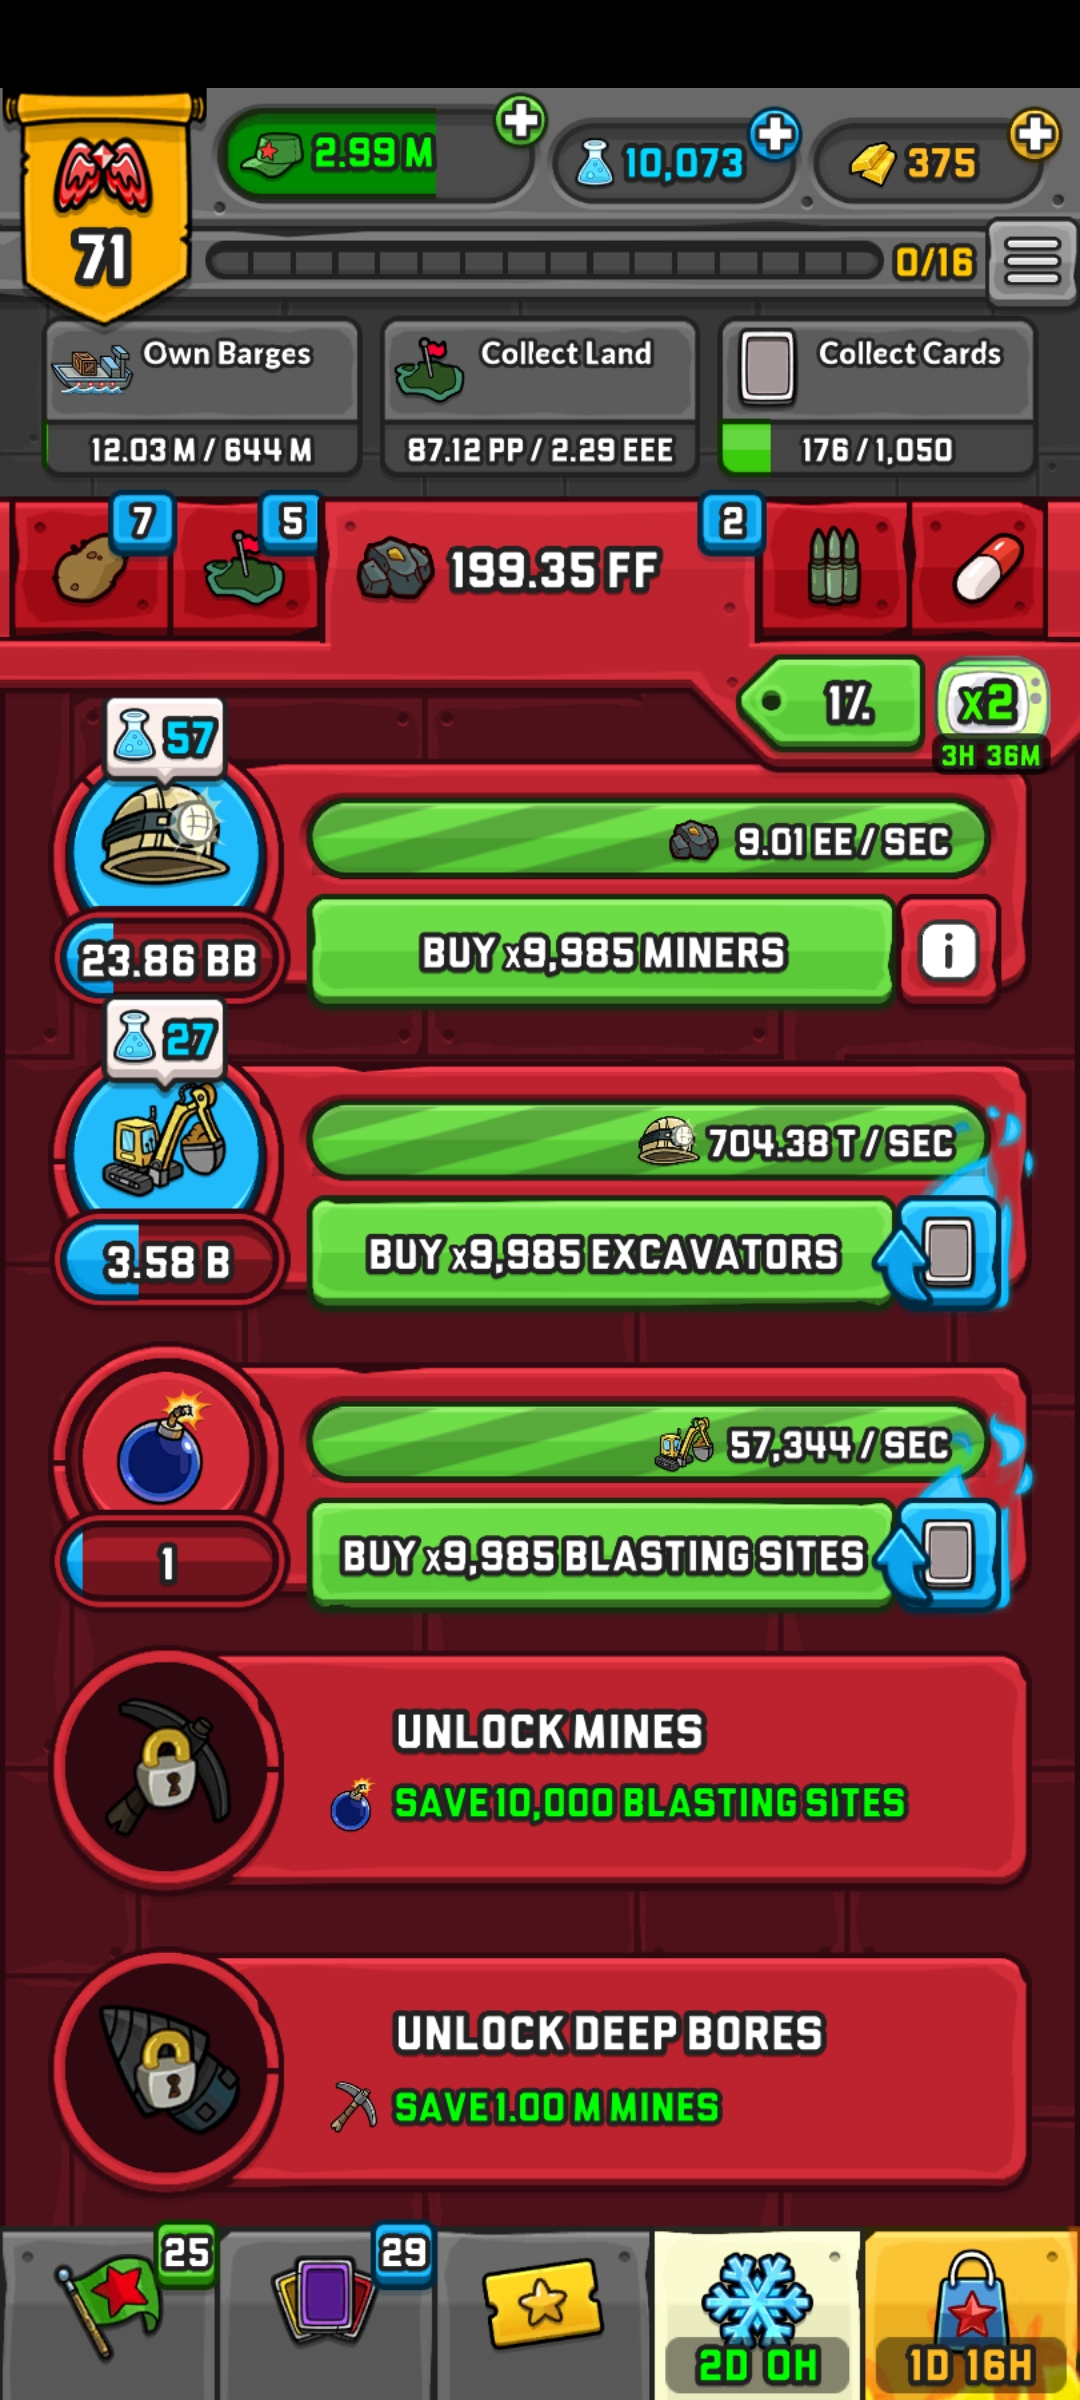 2.99 M
10,073
375
71
0/16
Own Barges
12.03 M / 644 M
Collect Land
87.12 PP / 2.29 EEE
Collect Cards
176 / 1,050
7
5
199.35 FF
2
1%
x2
3H 36M
57
9.01 EE / SEC
23.86 BB
BUY x9,985 MINERS
i
27
704.38 T / SEC
3.58 B
BUY x9,985 EXCAVATORS
57,344 / SEC
1
BUY x9,985 BLASTING SITES
UNLOCK MINES
SAVE 10,000 BLASTING SITES
UNLOCK DEEP BORES
SAVE 1.00 M MINES
25
29
2D 0H
1D 16H